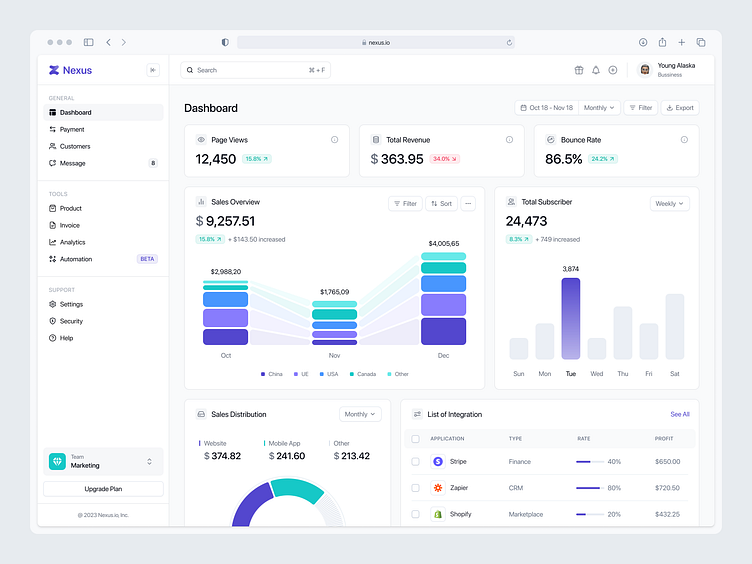 nexus.io
Nexus
Search
⌘ + F
Young Alaska
Bussiness
GENERAL
Dashboard
Payment
Customers
Message
8
TOOLS
Product
Invoice
Analytics
Automation
BETA
SUPPORT
Settings
Security
Help
Team
Marketing
Upgrade Plan
@ 2023 Nexus.io, Inc.
Dashboard
Oct 18 - Nov 18
Monthly
Filter
Export
Page Views
12,450
15.8%
Total Revenue
$ 363.95
34.0%
Bounce Rate
86.5%
24.2%
Sales Overview
Filter
Sort
$ 9,257.51
15.8%
+ $143.50 increased
$2,988,20
$1,765,09
$4,005,65
Oct
Nov
Dec
China
UE
USA
Canada
Other
Total Subscriber
Weekly
24,473
8.3%
+ 749 increased
3,874
Sun
Mon
Tue
Wed
Thu
Fri
Sat
Sales Distribution
Monthly
Website
$ 374.82
Mobile App
$ 241.60
Other
$ 213.42
List of Integration
See All
APPLICATION
TYPE
RATE
PROFIT
Stripe
Finance
40%
$650.00
Zapier
CRM
80%
$720.50
Shopify
Marketplace
20%
$432.25